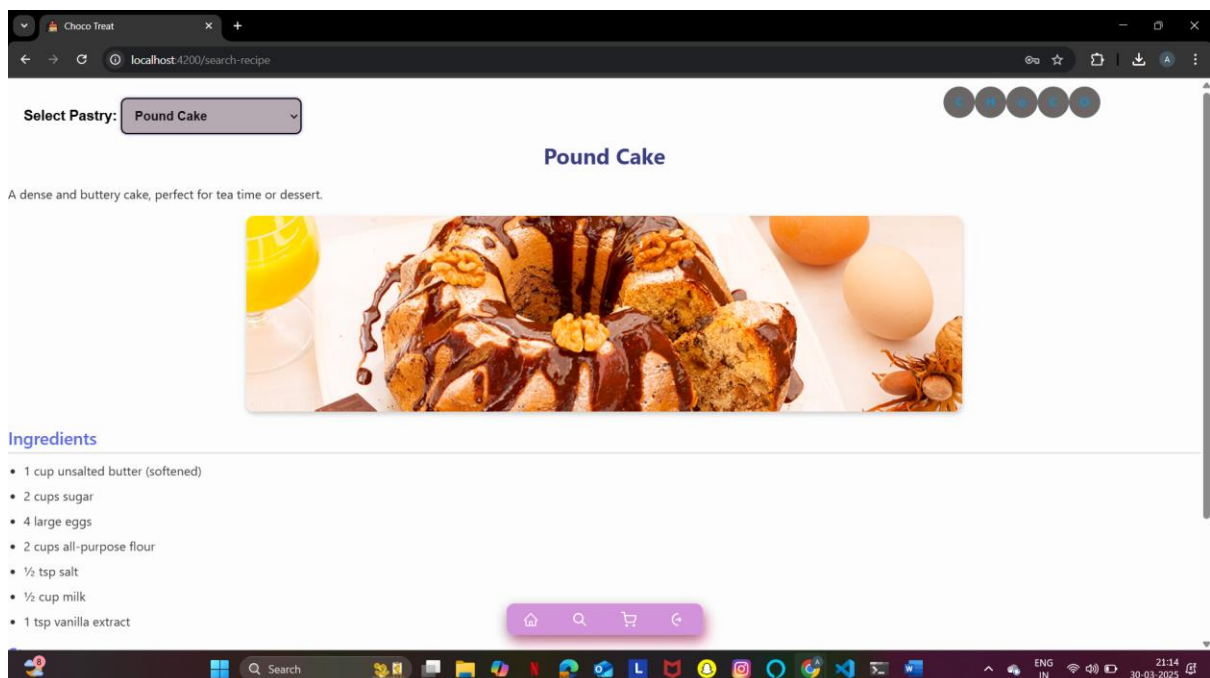 Choco Treat
localhost:4200/search-recipe
A
Select Pastry: Pound Cake
C H O C O
Pound Cake
A dense and buttery cake, perfect for tea time or dessert.
Ingredients
1 cup unsalted butter (softened)
2 cups sugar
4 large eggs
2 cups all-purpose flour
½ tsp salt
½ cup milk
1 tsp vanilla extract
8
Search
ENG
IN
21:14
30-03-2025